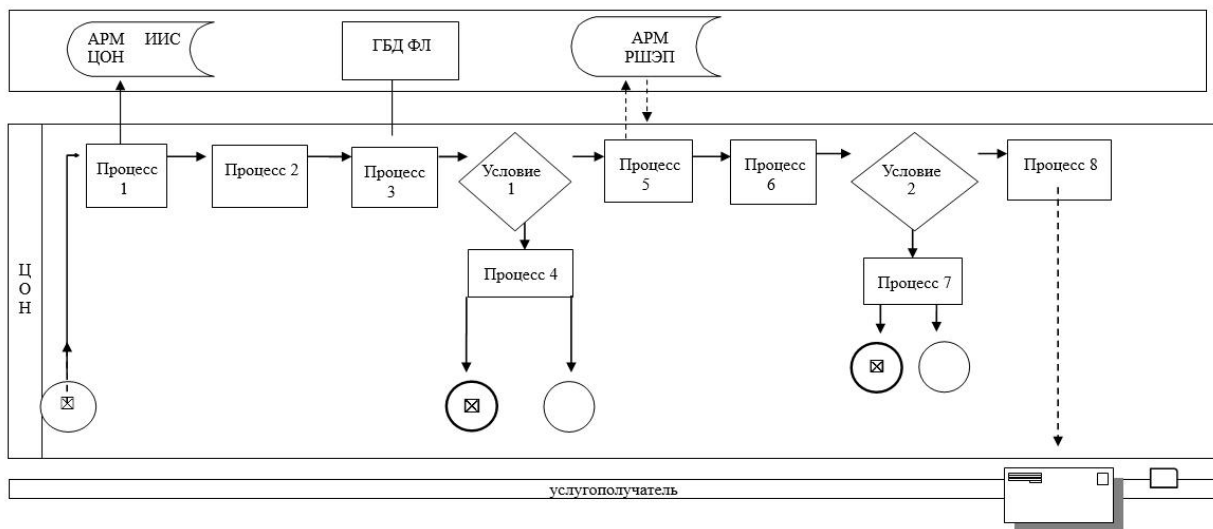 АРМ ИИС
ЦОН
ГБД ФЛ
АРМ
РШЭП
Процесс
1
Процесс 2
Процесс
3
Условие
1
Процесс
5
Процесс
6
Условие
2
Процесс 8
Процесс 4
Процесс 7
Ц
О
Н
услугополучатель